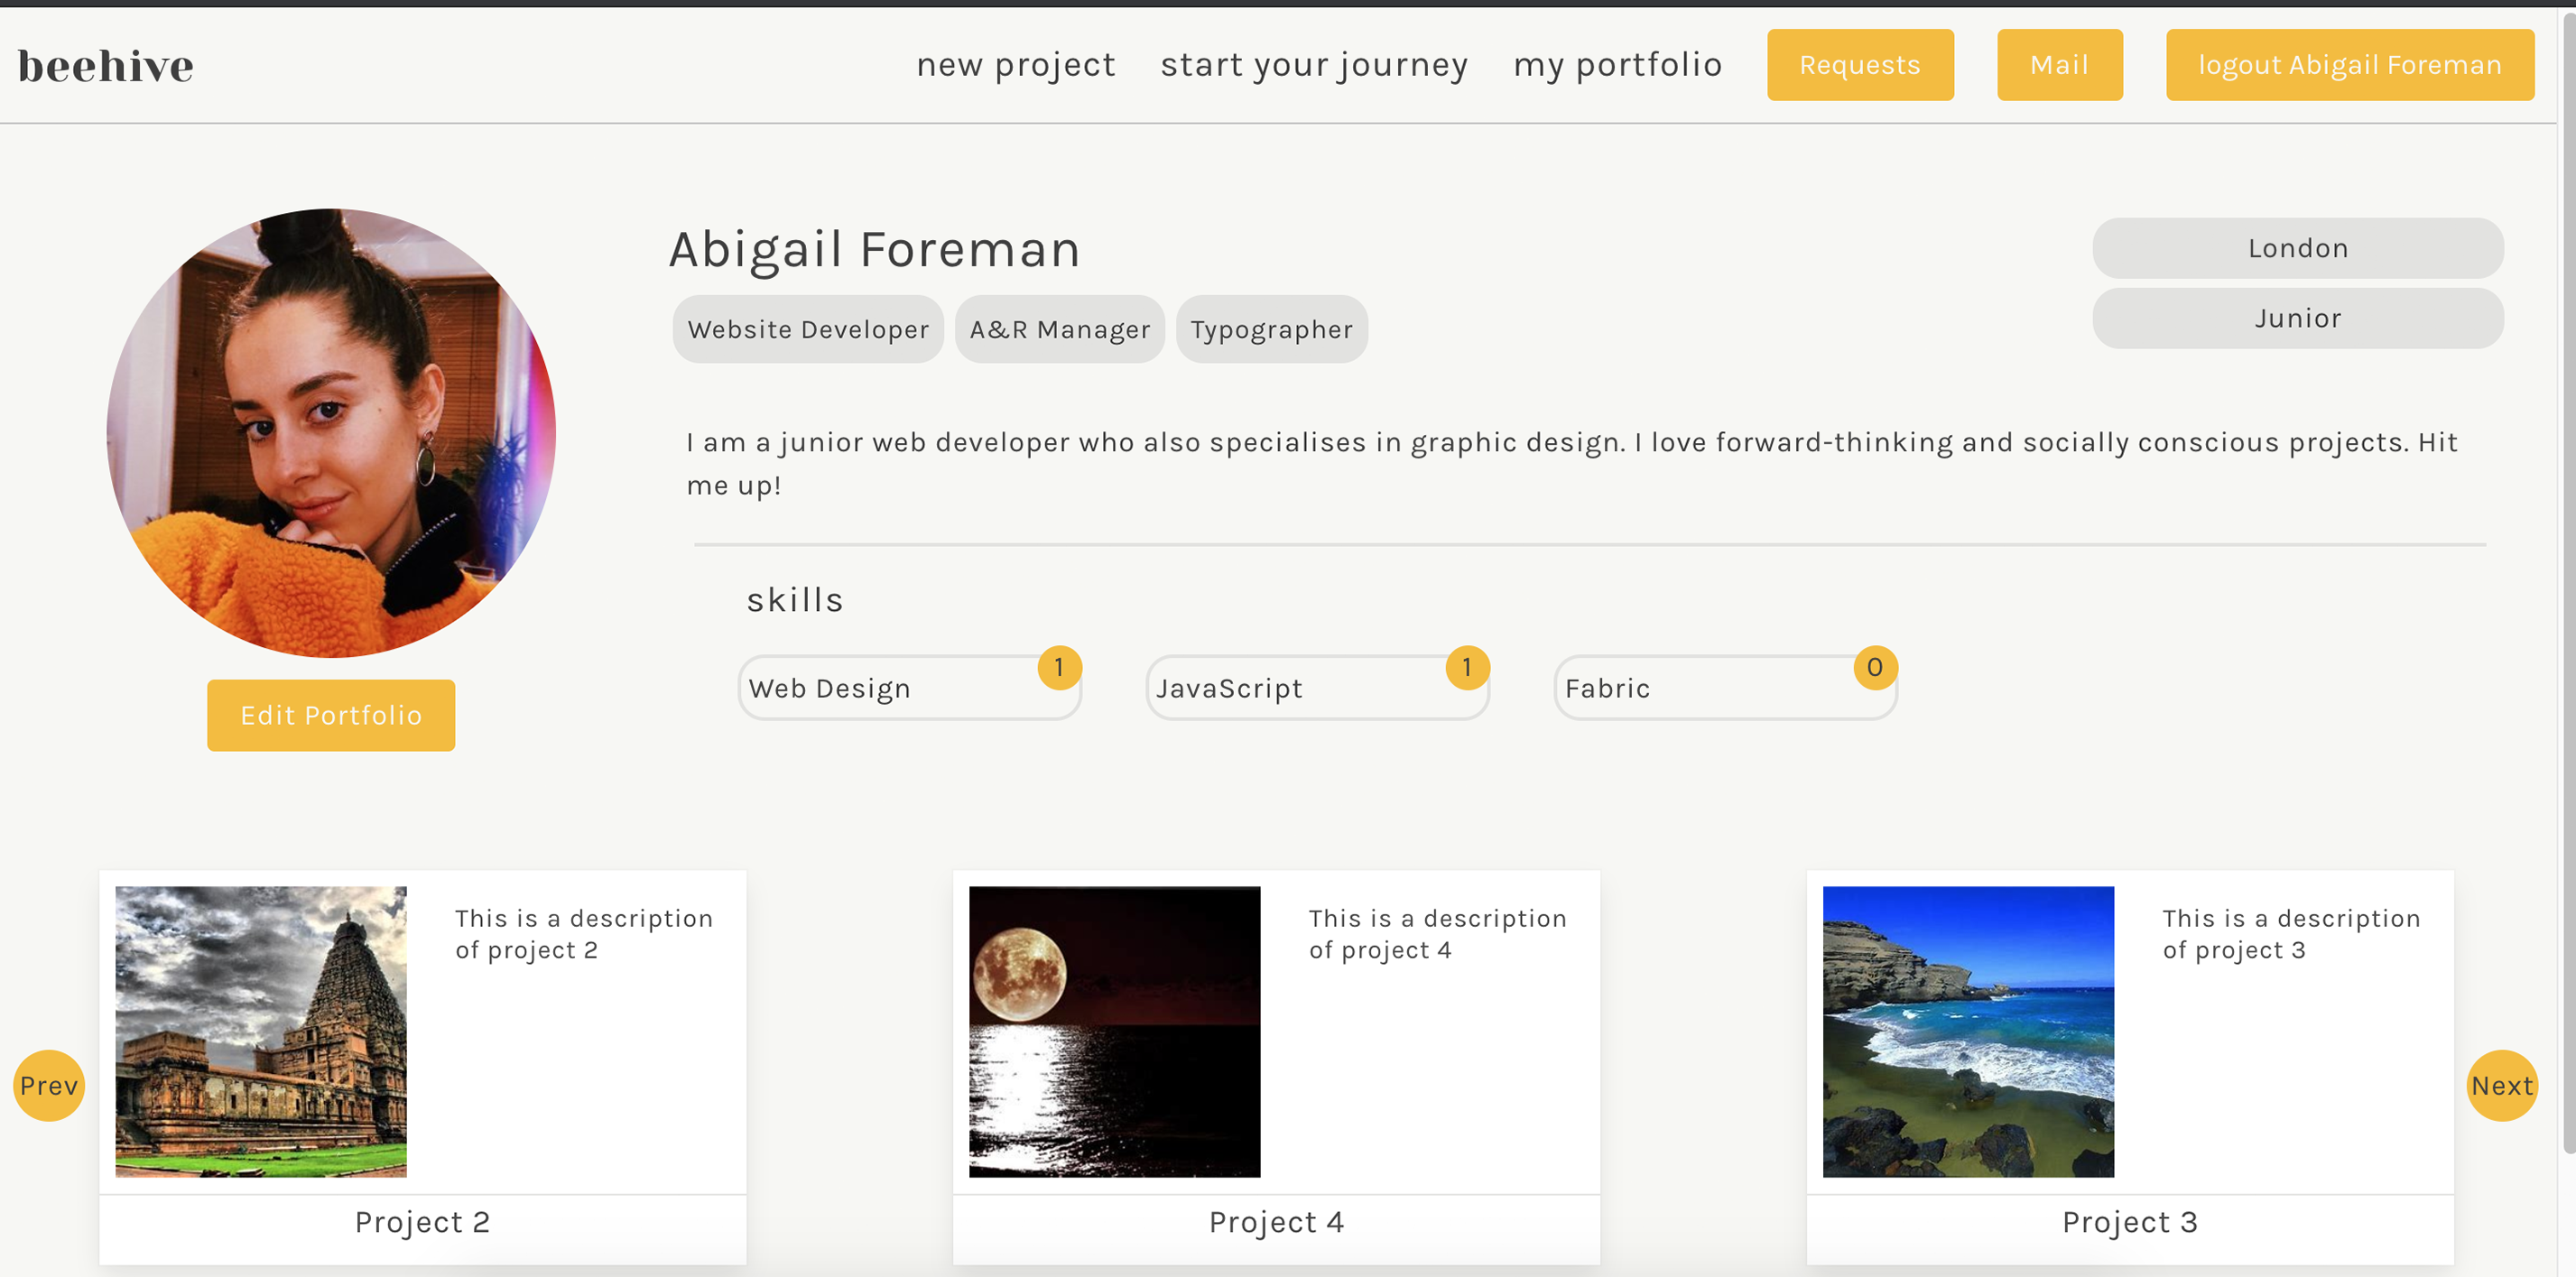 beehive
new project
start your journey
my portfolio
Requests
Mail
logout Abigail Foreman
Abigail Foreman
London
Junior
Website Developer
A&R Manager
Typographer
I am a junior web developer who also specialises in graphic design. I love forward-thinking and socially conscious projects. Hit
me up!
skills
Web Design
1
JavaScript
1
Fabric
0
Edit Portfolio
This is a description
of project 2
Project 2
This is a description
of project 4
Project 4
This is a description
of project 3
Project 3
Prev
Next